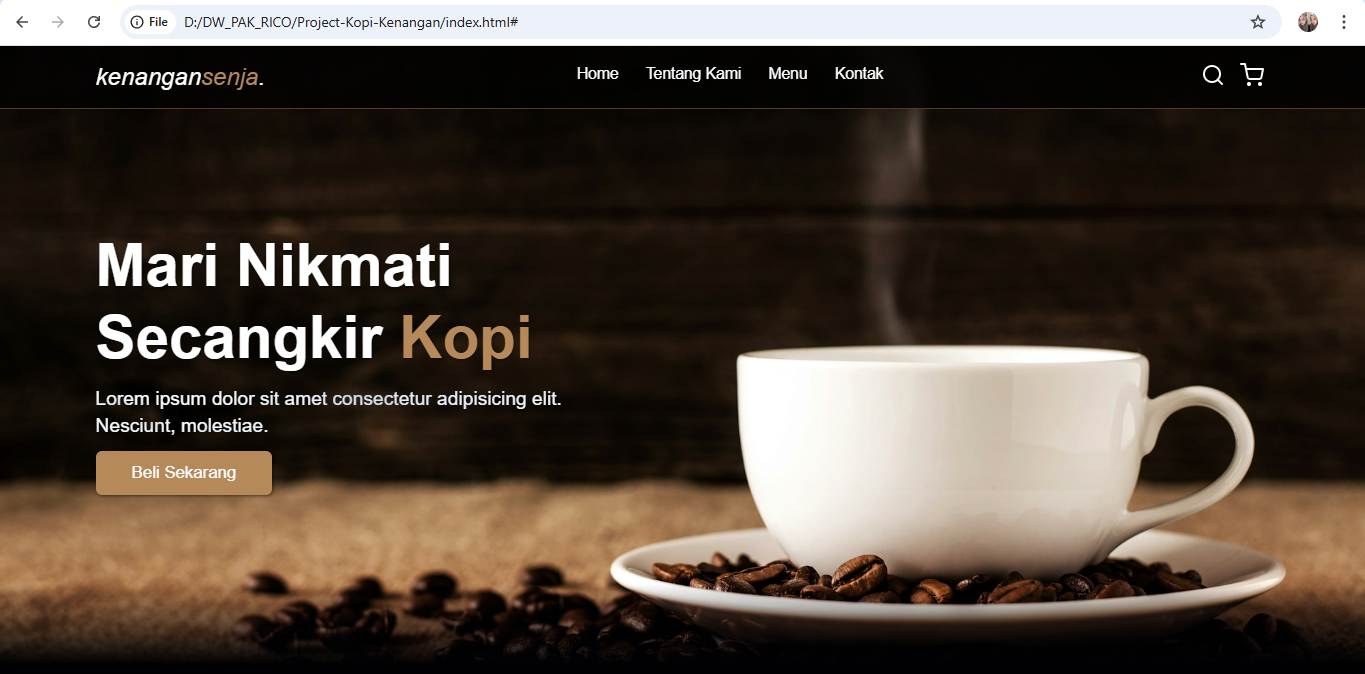 File D:/DW_PAK_RICO/Project-Kopi-Kenangan/index.html#
kenangansenja. Home Tentang Kami Menu Kontak
Mari Nikmati
Secangkir Kopi
Lorem ipsum dolor sit amet consectetur adipisicing elit.
Nesciunt, molestiae.
Beli Sekarang